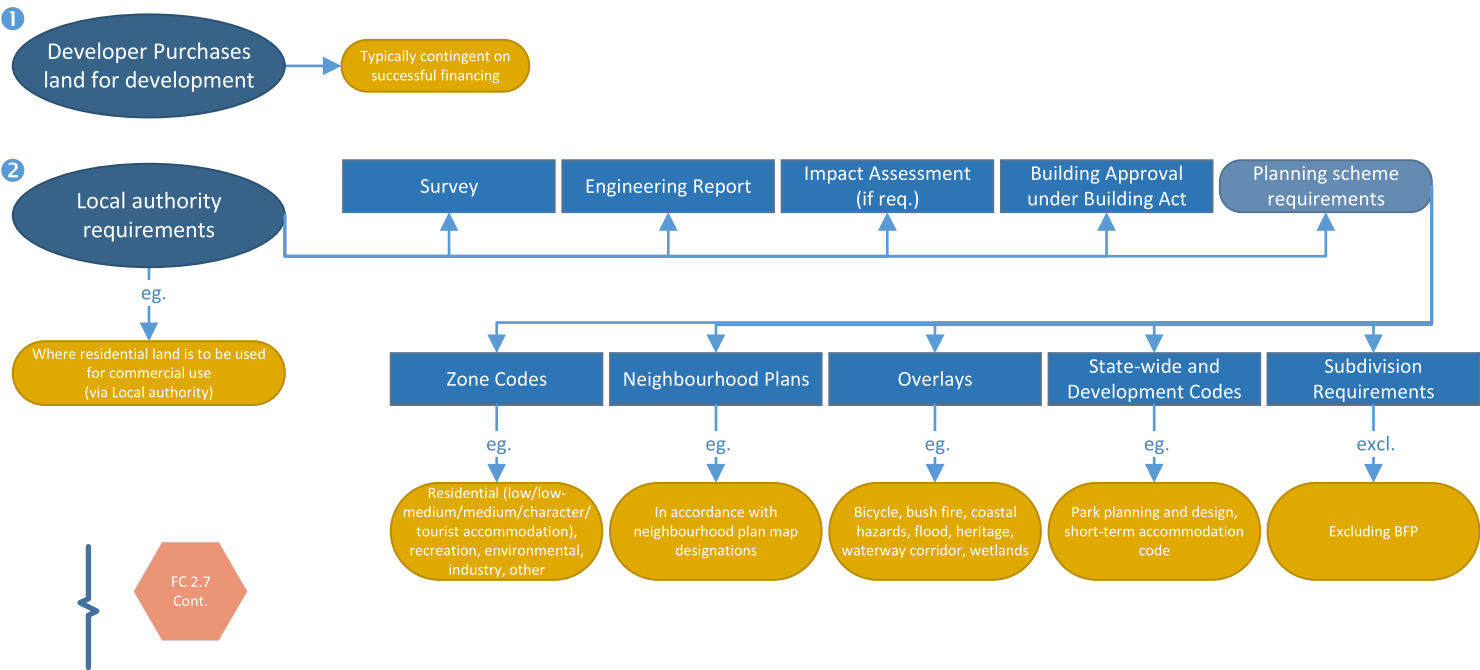 1
Developer Purchases
land for development
Typically contingent on
successful financing
2
Local authority
requirements
Survey
Engineering Report
Impact Assessment
(if req.)
Building Approval
under Building Act
Planning scheme
requirements
eg.
Where residential land is to be used
for commercial use
(via Local authority)
Zone Codes
Neighbourhood Plans
Overlays
State-wide and
Development Codes
Subdivision
Requirements
eg.
eg.
eg.
eg.
excl.
Residential (low/low-
medium/medium/character/
tourist accommodation),
recreation, environmental,
industry, other
In accordance with
neighbourhood plan map
designations
Bicycle, bush fire, coastal
hazards, flood, heritage,
waterway corridor, wetlands
Park planning and design,
short-term accommodation
code
Excluding BFP
FC 2.7
Cont.